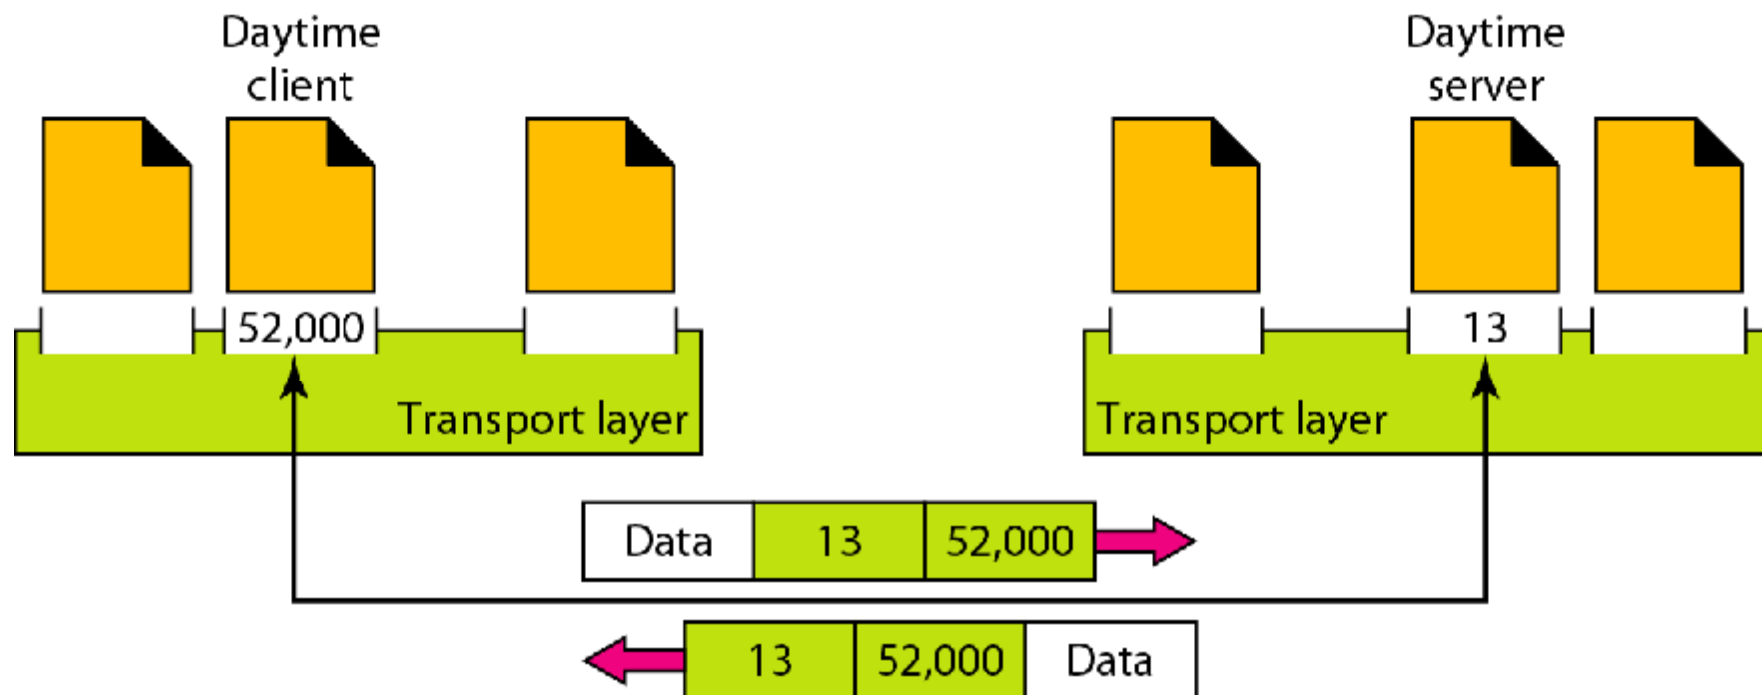 Daytime
client
Daytime
server
52,000
13
Transport layer
Transport layer
Data 13 52,000
13 52,000 Data